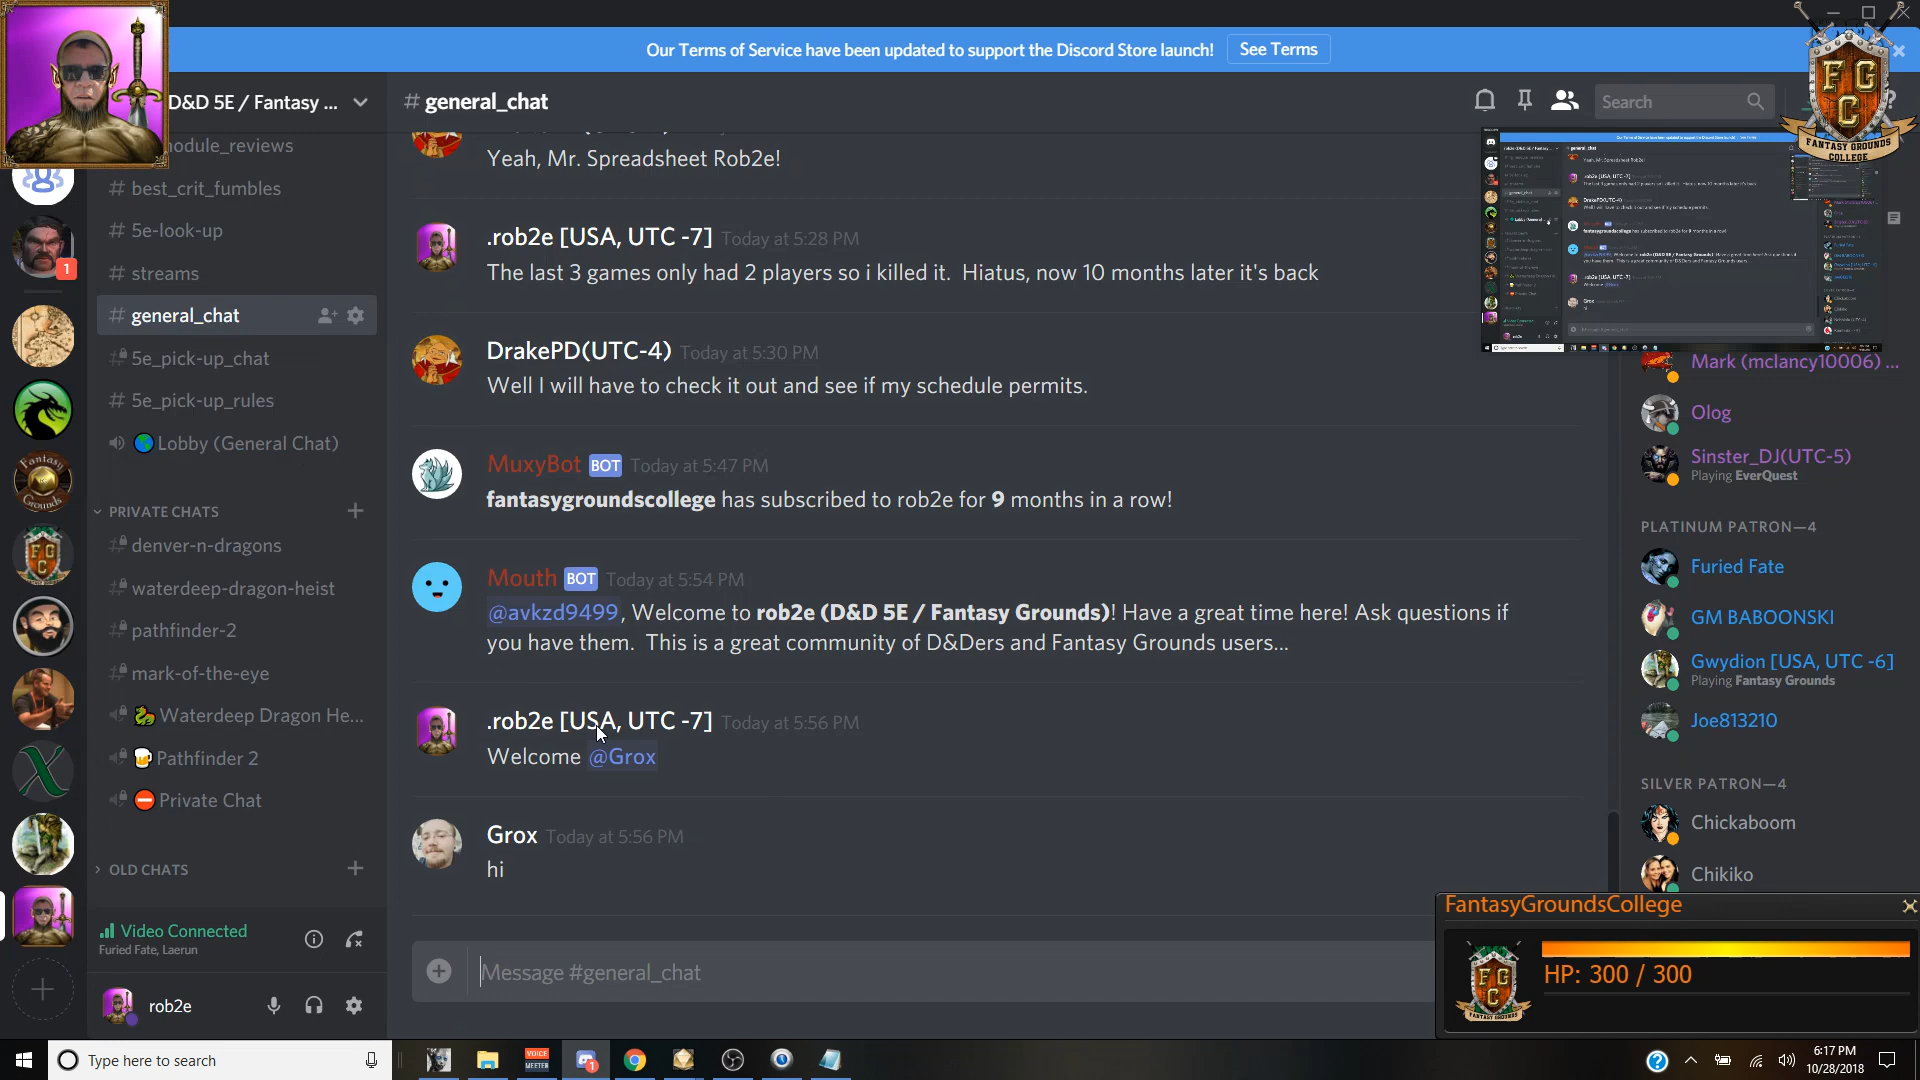 Our Terms of Service have been updated to support the Discord Store launch! See Terms
D&D 5E / Fantasy ...
# general_chat
Search
FGC
FANTASY GROUNDS
COLLEGE
# best_crit_fumbles
# 5e-look-up
# streams
# general_chat
5e_pick-up_chat
# 5e_pick-up_rules
Lobby (General Chat)
PRIVATE CHATS
denver-n-dragons
waterdeep-dragon-heist
pathfinder-2
mark-of-the-eye
Waterdeep Dragon He...
Pathfinder 2
Private Chat
OLD CHATS
Video Connected
Furied Fate, Laerun
rob2e
1
Fantasy
Grounds
Yeah, Mr. Spreadsheet Rob2e!
.rob2e [USA, UTC -7] Today at 5:28 PM
The last 3 games only had 2 players so i killed it. Hiatus, now 10 months later it's back
DrakePD(UTC-4) Today at 5:30 PM
Well I will have to check it out and see if my schedule permits.
MuxyBot BOT Today at 5:47 PM
fantasygroundscollege has subscribed to rob2e for 9 months in a row!
Mouth BOT Today at 5:54 PM
@avkzd9499, Welcome to rob2e (D&D 5E / Fantasy Grounds)! Have a great time here! Ask questions if
you have them. This is a great community of D&Ders and Fantasy Grounds users...
.rob2e [USA, UTC -7] Today at 5:56 PM
Welcome @Grox
Grox Today at 5:56 PM
hi
Message #general_chat
Mark (mclancy10006) ...
Olog
Sinster_DJ(UTC-5)
Playing EverQuest
PLATINUM PATRON—4
Furied Fate
GM BABOONSKI
Gwydion [USA, UTC -6]
Playing Fantasy Grounds
Joe813210
SILVER PATRON—4
Chickaboom
Chikiko
FantasyGroundsCollege
HP: 300 / 300
Type here to search
VOICE
MEETER
1
6:17 PM
10/28/2018